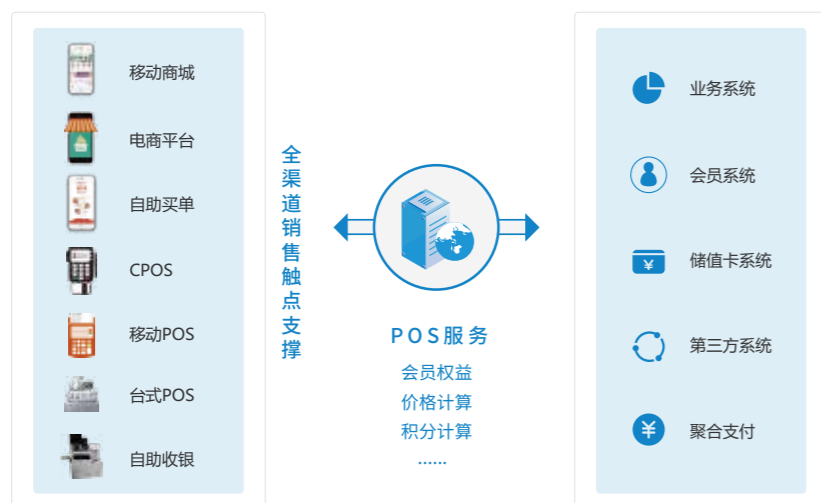 移动商城
电商平台
自助买单
CPOS
移动POS
台式POS
自助收银
全渠道销售触点支撑
POS服务
会员权益
价格计算
积分计算
......
业务系统
会员系统
¥
储值卡系统
第三方系统
¥
聚合支付